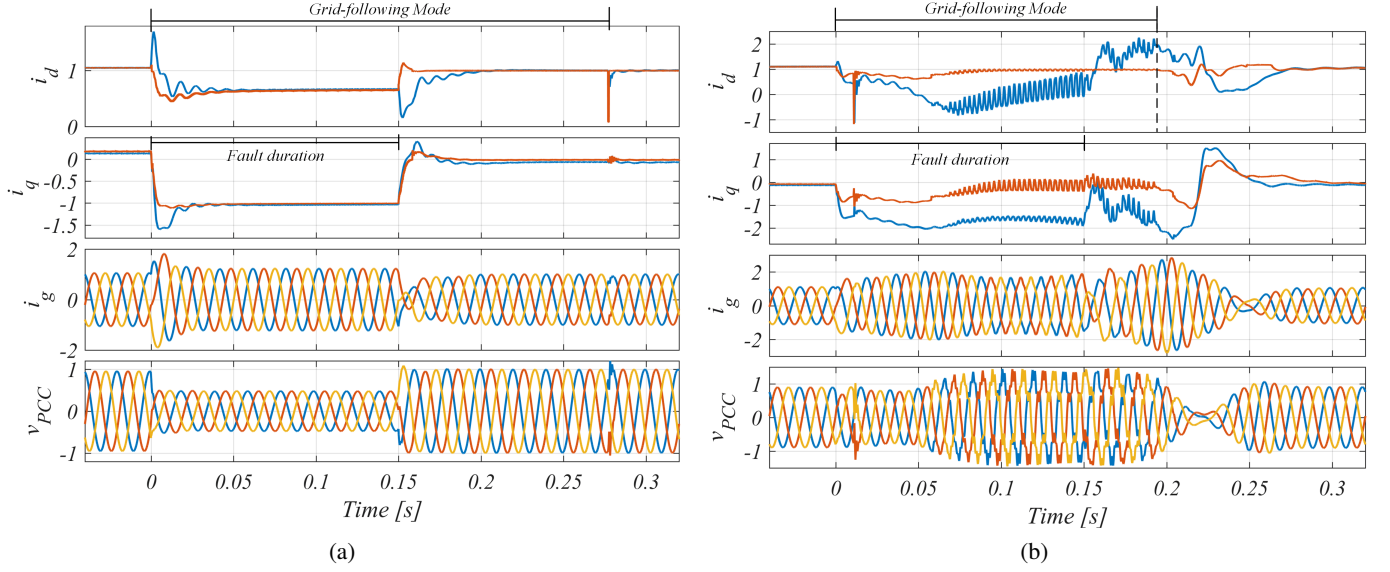 Grid-following Mode
i_d
1
0
Fault duration
i_q
0
-0.5
-1
-1.5
i_g
2
0
-2
v_PCC
1
0
-1
0
0.05
0.1
0.15
0.2
0.25
0.3
Time [s]
(a)
Grid-following Mode
i_d
2
1
0
-1
Fault duration
i_q
1
0
-1
-2
i_g
2
0
-2
v_PCC
1
0
-1
0
0.05
0.1
0.15
0.2
0.25
0.3
Time [s]
(b)